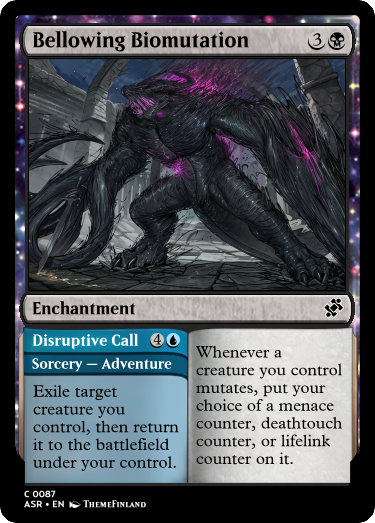 Bellowing Biomutation 3
Enchantment
Disruptive Call 4
Sorcery — Adventure
Exile target
creature you
control, then return
it to the battlefield
under your control.
Whenever a
creature you control
mutates, put your
choice of a menace
counter, deathtouch
counter, or lifelink
counter on it.
C 0087
ASR • EN ThemeFinland